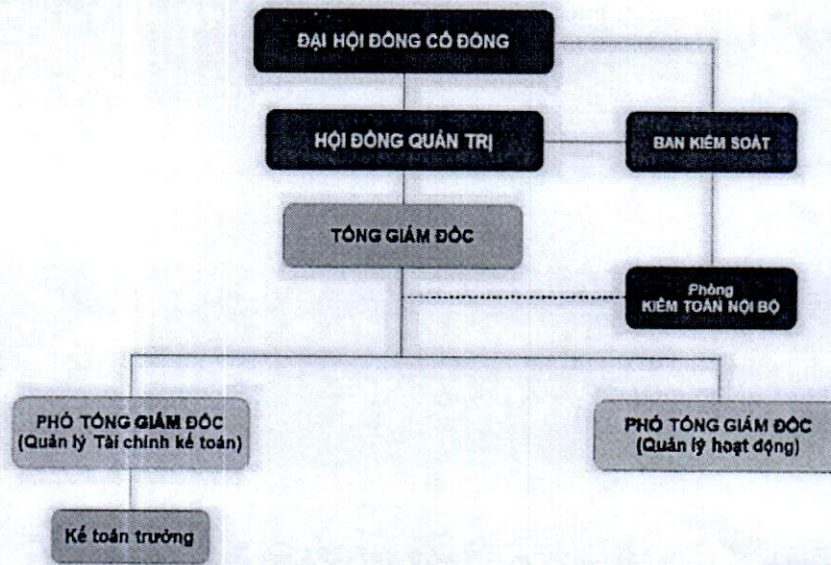 ĐẠI HỘI ĐỒNG CỔ ĐÔNG
HỘI ĐỒNG QUẢN TRỊ
BAN KIỂM SOÁT
TỔNG GIÁM ĐỐC
Phòng
KIỂM TOÁN NỘI BỘ
PHÓ TỔNG GIÁM ĐỐC
(Quản lý Tài chính kế toán)
PHÓ TỔNG GIÁM ĐỐC
(Quản lý hoạt động)
Kế toán trưởng